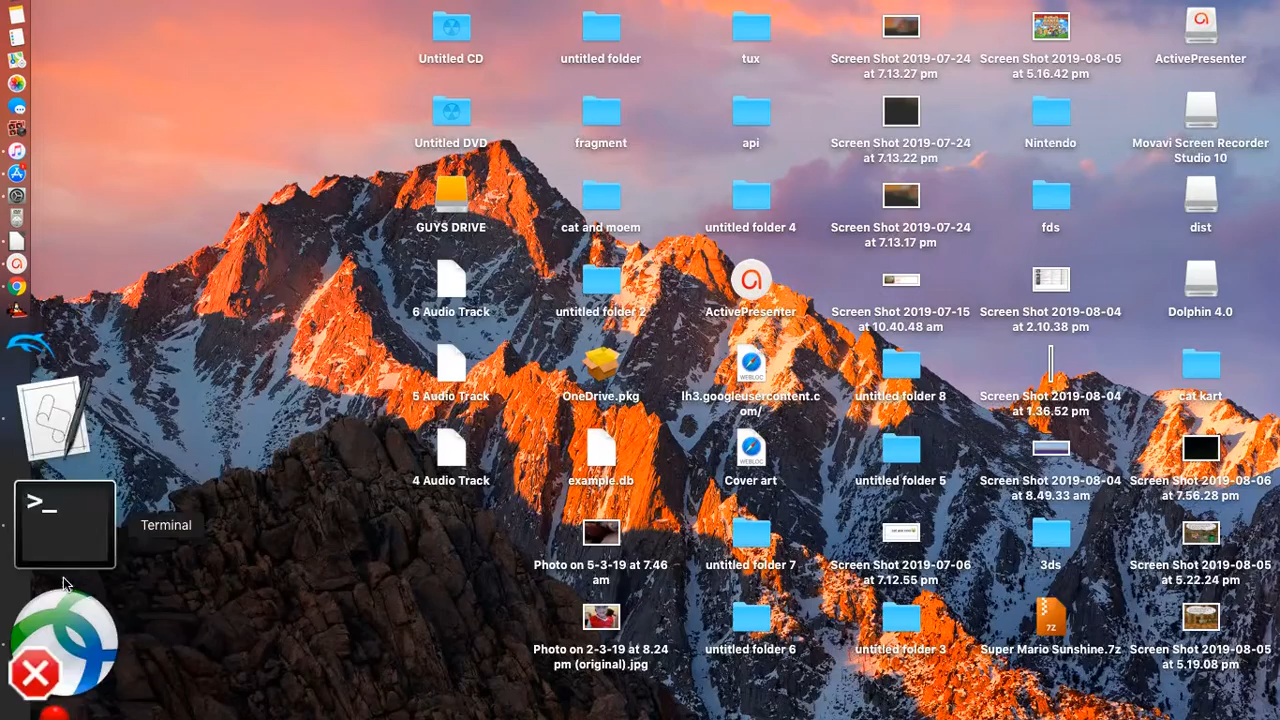 Untitled CD
untitled folder
tux
Screen Shot 2019-07-24
at 7.13.27 pm
Screen Shot 2019-08-05
at 5.16.42 pm
ActivePresenter
Untitled DVD
fragment
api
Screen Shot 2019-07-24
at 7.13.22 pm
Nintendo
Movavi Screen Recorder
Studio 10
GUYS DRIVE
cat and moem
untitled folder 4
Screen Shot 2019-07-24
at 7.13.17 pm
fds
dist
6 Audio Track
untitled folder 2
ActivePresenter
Screen Shot 2019-07-15
at 10.40.48 am
Screen Shot 2019-08-04
at 2.10.38 pm
Dolphin 4.0
5 Audio Track
OneDrive.pkg
WEBLOC
lh3.googleusercontent.c
om/
untitled folder 8
Screen Shot 2019-08-04
at 1.36.52 pm
cat kart
4 Audio Track
example.db
WEBLOC
Cover art
untitled folder 5
Screen Shot 2019-08-04
at 8.49.33 am
Screen Shot 2019-08-06
at 7.56.28 pm
>_
Terminal
Photo on 5-3-19 at 7.46
am
untitled folder 7
Screen Shot 2019-07-06
at 7.12.55 pm
3ds
Screen Shot 2019-08-05
at 5.22.24 pm
Photo on 2-3-19 at 8.24
pm (original).jpg
untitled folder 6
untitled folder 3
7Z
Super Mario Sunshine.7z
Screen Shot 2019-08-05
at 5.19.08 pm